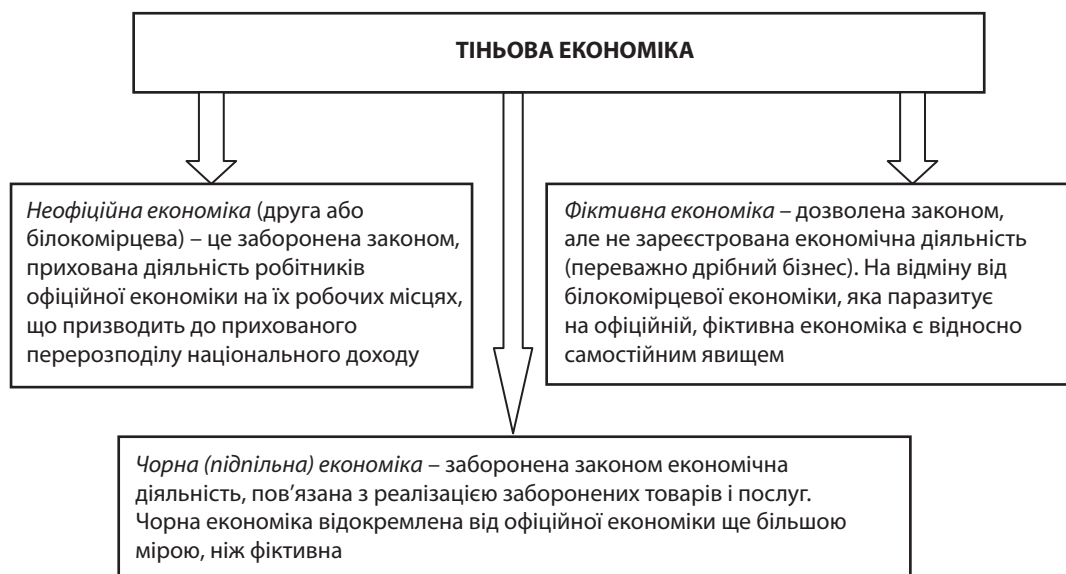 ТІНЬОВА ЕКОНОМІКА
Неофіційна економіка (друга або
білокомірцева) – це заборонена законом,
прихована діяльність робітників
офіційної економіки на їх робочих місцях,
що призводить до прихованого
перерозподілу національного доходу
Фіктивна економіка – дозволена законом,
але не зареєстрована економічна діяльність
(переважно дрібний бізнес). На відміну від
білокомірцевої економіки, яка паразитує
на офіційній, фіктивна економіка є відносно
самостійним явищем
Чорна (підпільна) економіка – заборонена законом економічна
діяльність, пов’язана з реалізацією заборонених товарів і послуг.
Чорна економіка відокремлена від офіційної економіки ще більшою
мірою, ніж фіктивна